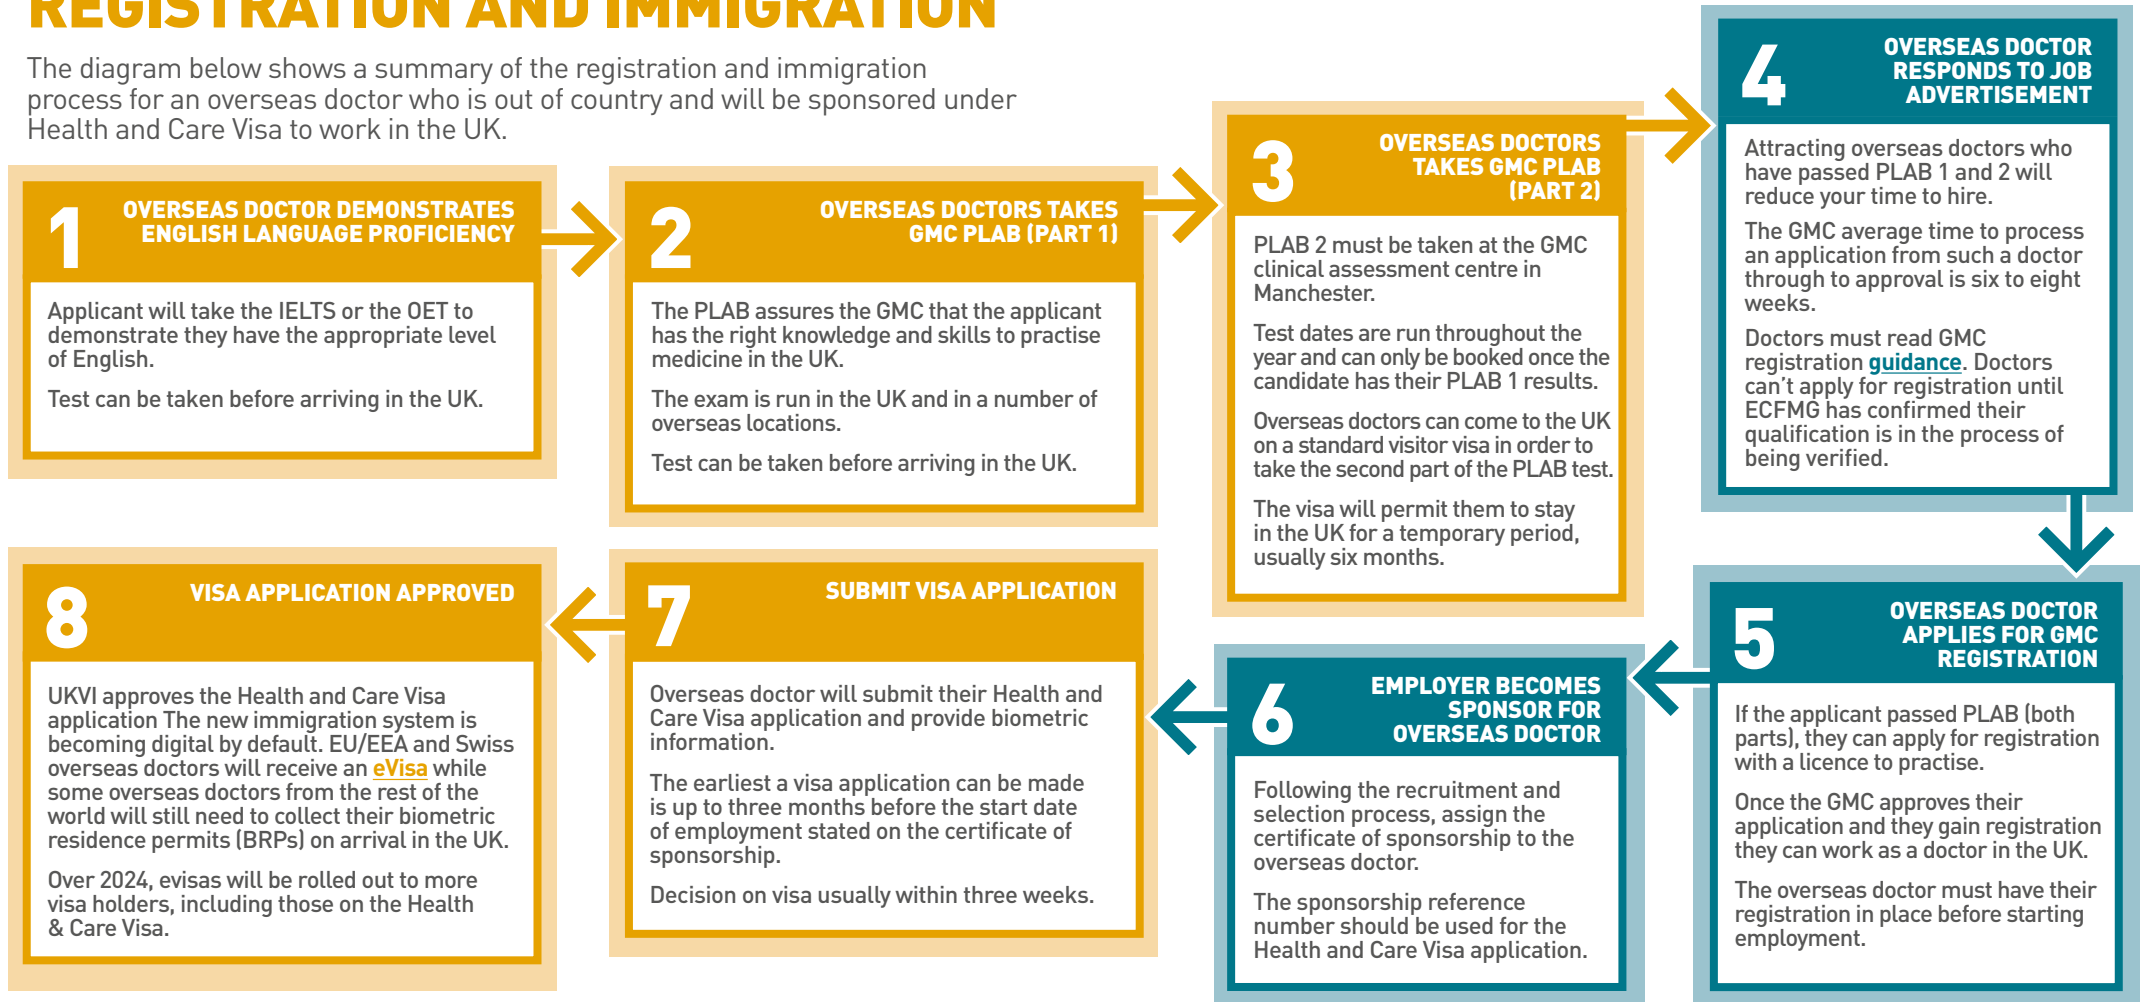 REGISTRATION AND IMMIGRATION
The diagram below shows a summary of the registration and immigration
process for an overseas doctor who is out of country and will be sponsored under
Health and Care Visa to work in the UK.
1
OVERSEAS DOCTOR DEMONSTRATES
ENGLISH LANGUAGE PROFICIENCY
Applicant will take the IELTS or the OET to
demonstrate they have the appropriate level
of English.
Test can be taken before arriving in the UK.
2
OVERSEAS DOCTORS TAKES
GMC PLAB (PART 1)
The PLAB assures the GMC that the applicant
has the right knowledge and skills to practise
medicine in the UK.
The exam is run in the UK and in a number of
overseas locations.
Test can be taken before arriving in the UK.
3
OVERSEAS DOCTORS
TAKES GMC PLAB
(PART 2)
PLAB 2 must be taken at the GMC
clinical assessment centre in
Manchester.
Test dates are run throughout the
year and can only be booked once the
candidate has their PLAB 1 results.
Overseas doctors can come to the UK
on a standard visitor visa in order to
take the second part of the PLAB test.
The visa will permit them to stay
in the UK for a temporary period,
usually six months.
4
OVERSEAS DOCTOR
RESPONDS TO JOB
ADVERTISEMENT
Attracting overseas doctors who
have passed PLAB 1 and 2 will
reduce your time to hire.
The GMC average time to process
an application from such a doctor
through to approval is six to eight
weeks.
Doctors must read GMC
registration guidance. Doctors
can't apply for registration until
ECFMG has confirmed their
qualification is in the process of
being verified.
5
OVERSEAS DOCTOR
APPLIES FOR GMC
REGISTRATION
If the applicant passed PLAB (both
parts), they can apply for registration
with a licence to practise.
Once the GMC approves their
application and they gain registration
they can work as a doctor in the UK.
The overseas doctor must have their
registration in place before starting
employment.
6
EMPLOYER BECOMES
SPONSOR FOR
OVERSEAS DOCTOR
Following the recruitment and
selection process, assign the
certificate of sponsorship to the
overseas doctor.
The sponsorship reference
number should be used for the
Health and Care Visa application.
7
SUBMIT VISA APPLICATION
Overseas doctor will submit their Health and
Care Visa application and provide biometric
information.
The earliest a visa application can be made
is up to three months before the start date
of employment stated on the certificate of
sponsorship.
Decision on visa usually within three weeks.
8
VISA APPLICATION APPROVED
UKVI approves the Health and Care Visa
application The new immigration system is
becoming digital by default. EU/EEA and Swiss
overseas doctors will receive an eVisa while
some overseas doctors from the rest of the
world will still need to collect their biometric
residence permits (BRPs) on arrival in the UK.
Over 2024, evisas will be rolled out to more
visa holders, including those on the Health
& Care Visa.